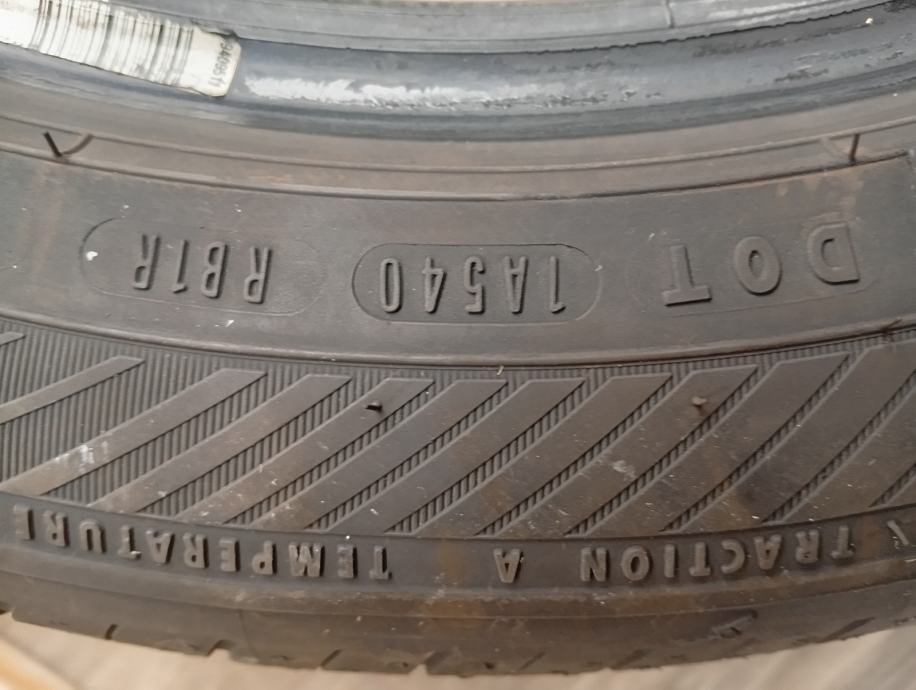 TRACTION A TEMPERATURE
DOT 1A540 RB1R